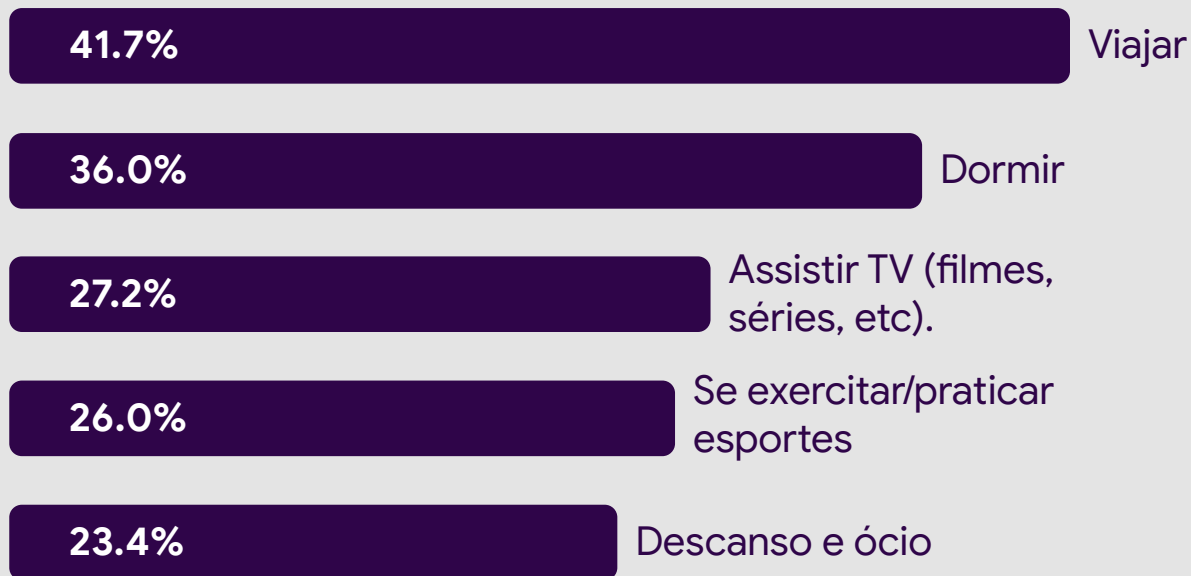 41.7% Viajar
36.0% Dormir
27.2% Assistir TV (filmes,
séries, etc).
26.0% Se exercitar/praticar
esportes
23.4% Descanso e ócio